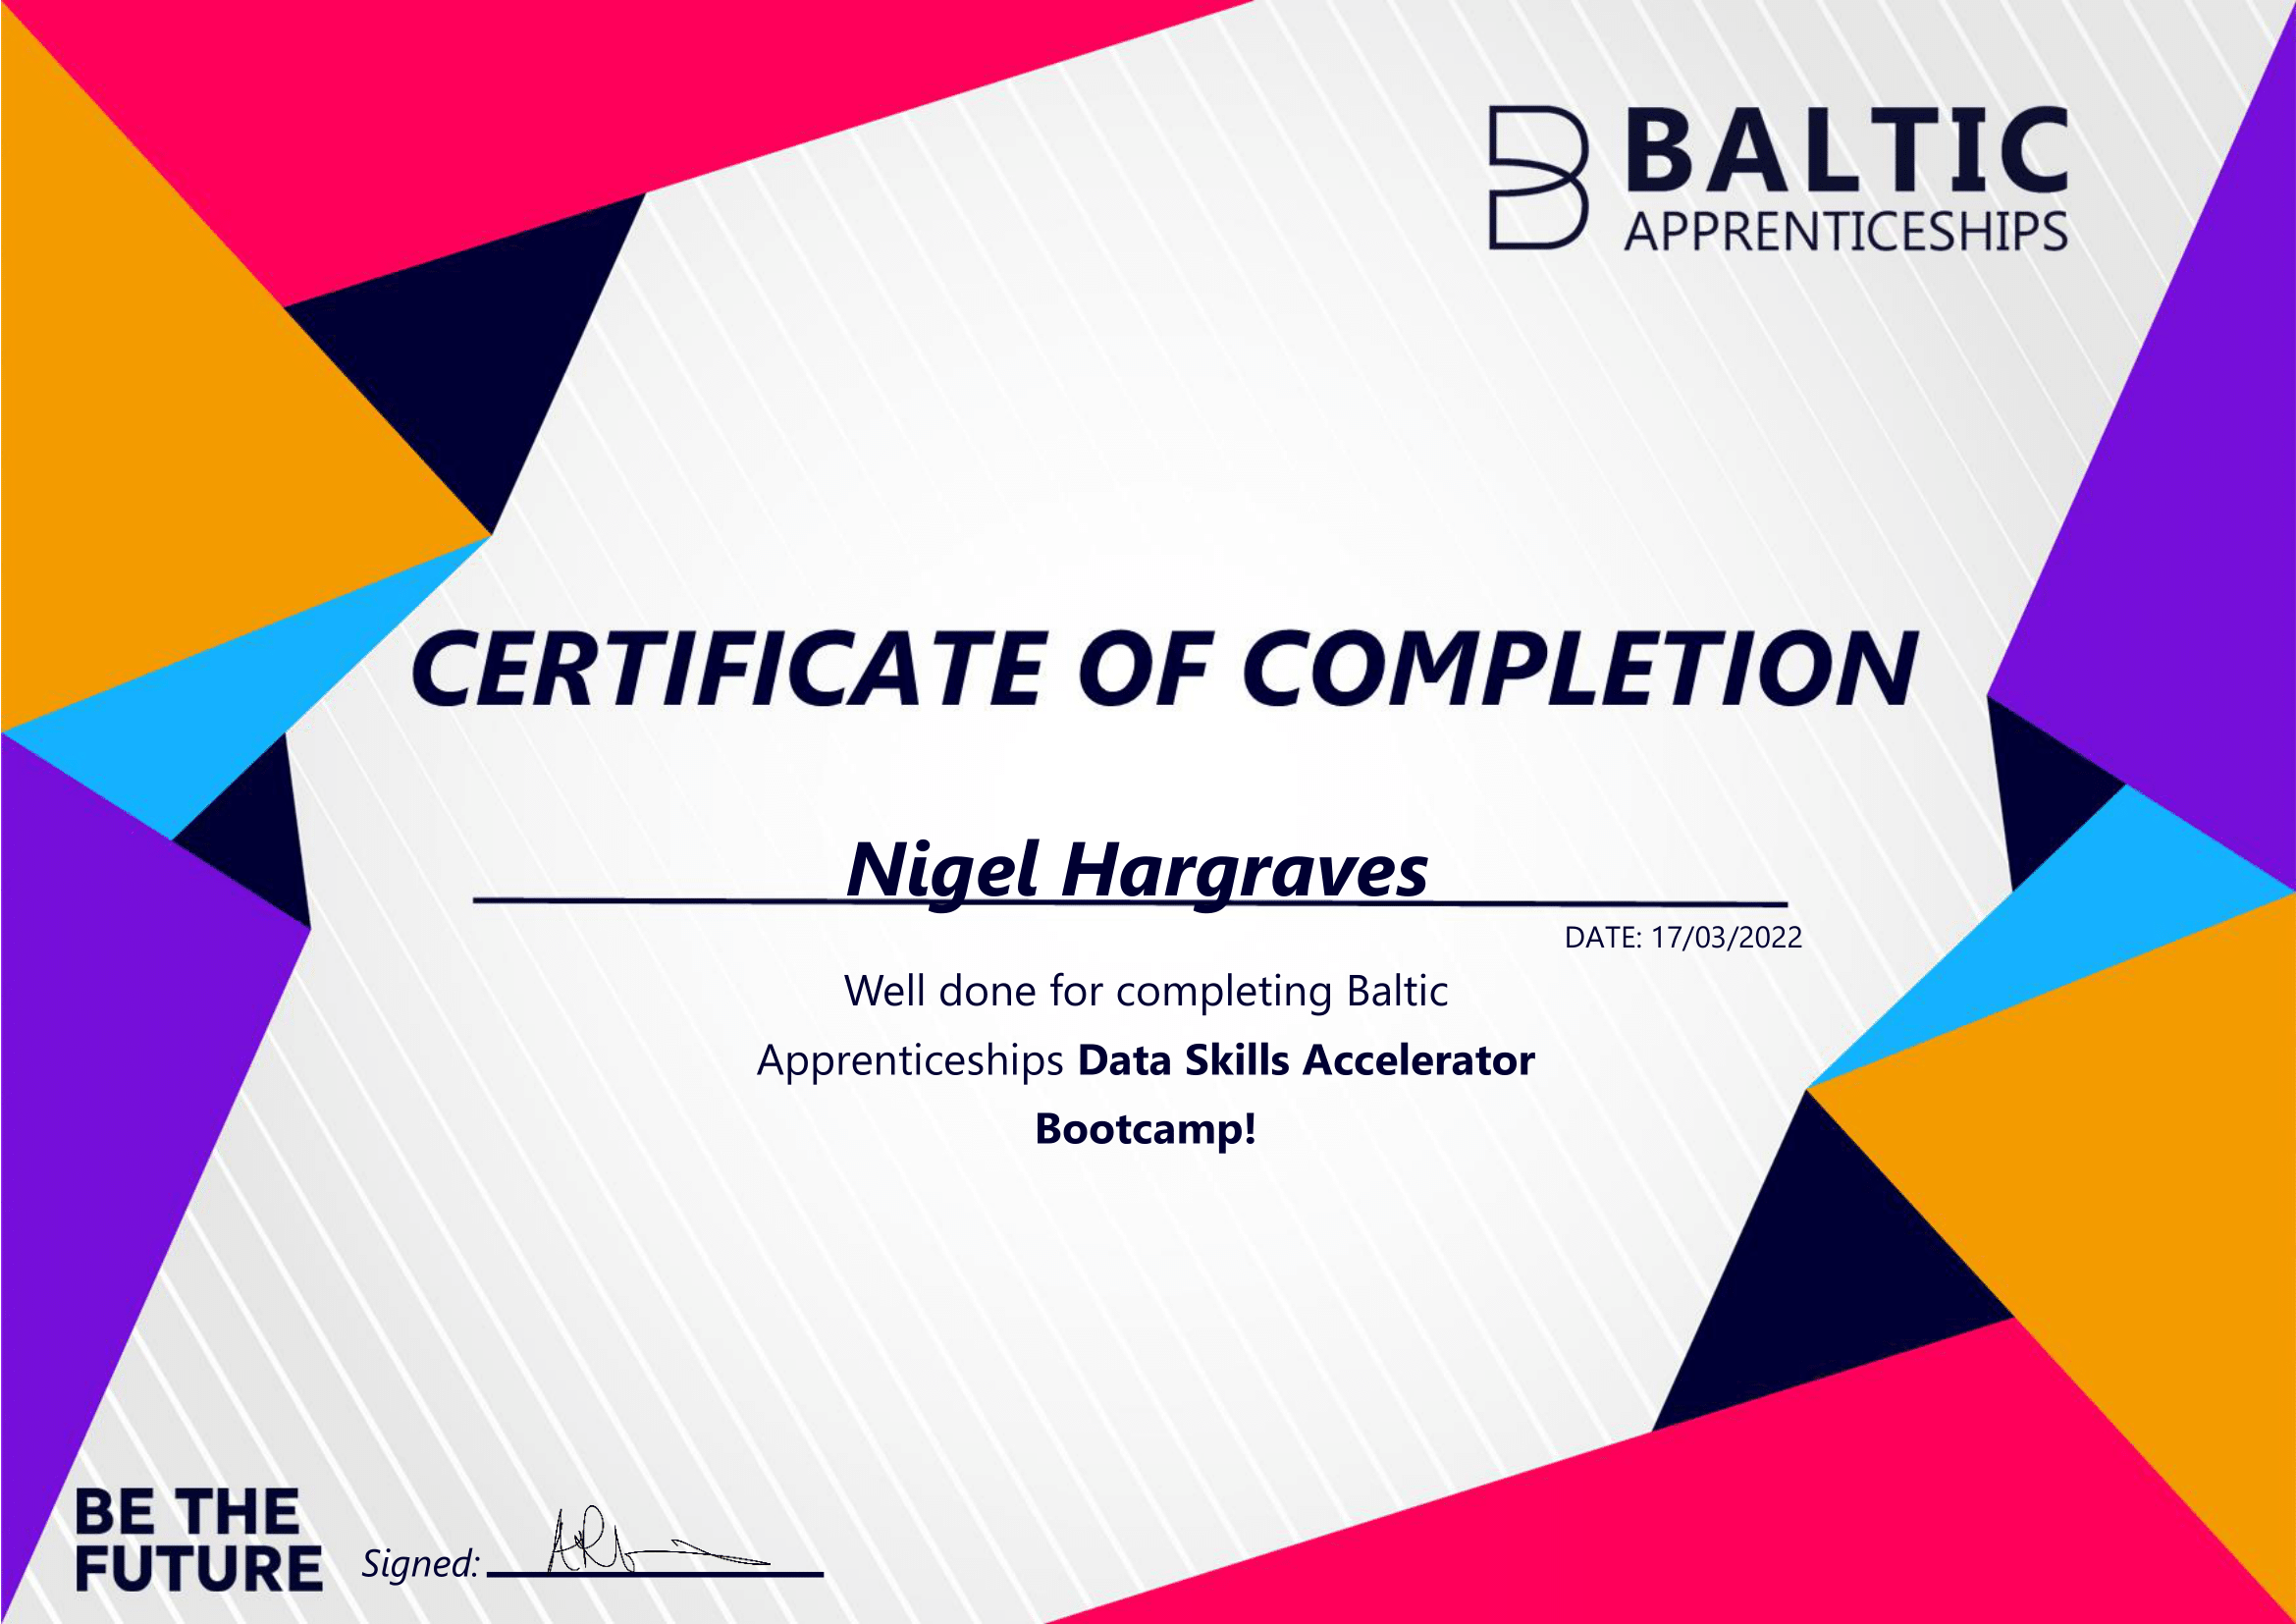 BALTIC
APPRENTICESHIPS
CERTIFICATE OF COMPLETION
Nigel Hargraves
DATE: 17/03/2022
Well done for completing Baltic
Apprenticeships Data Skills Accelerator
Bootcamp!
BE THE
FUTURE
Signed: